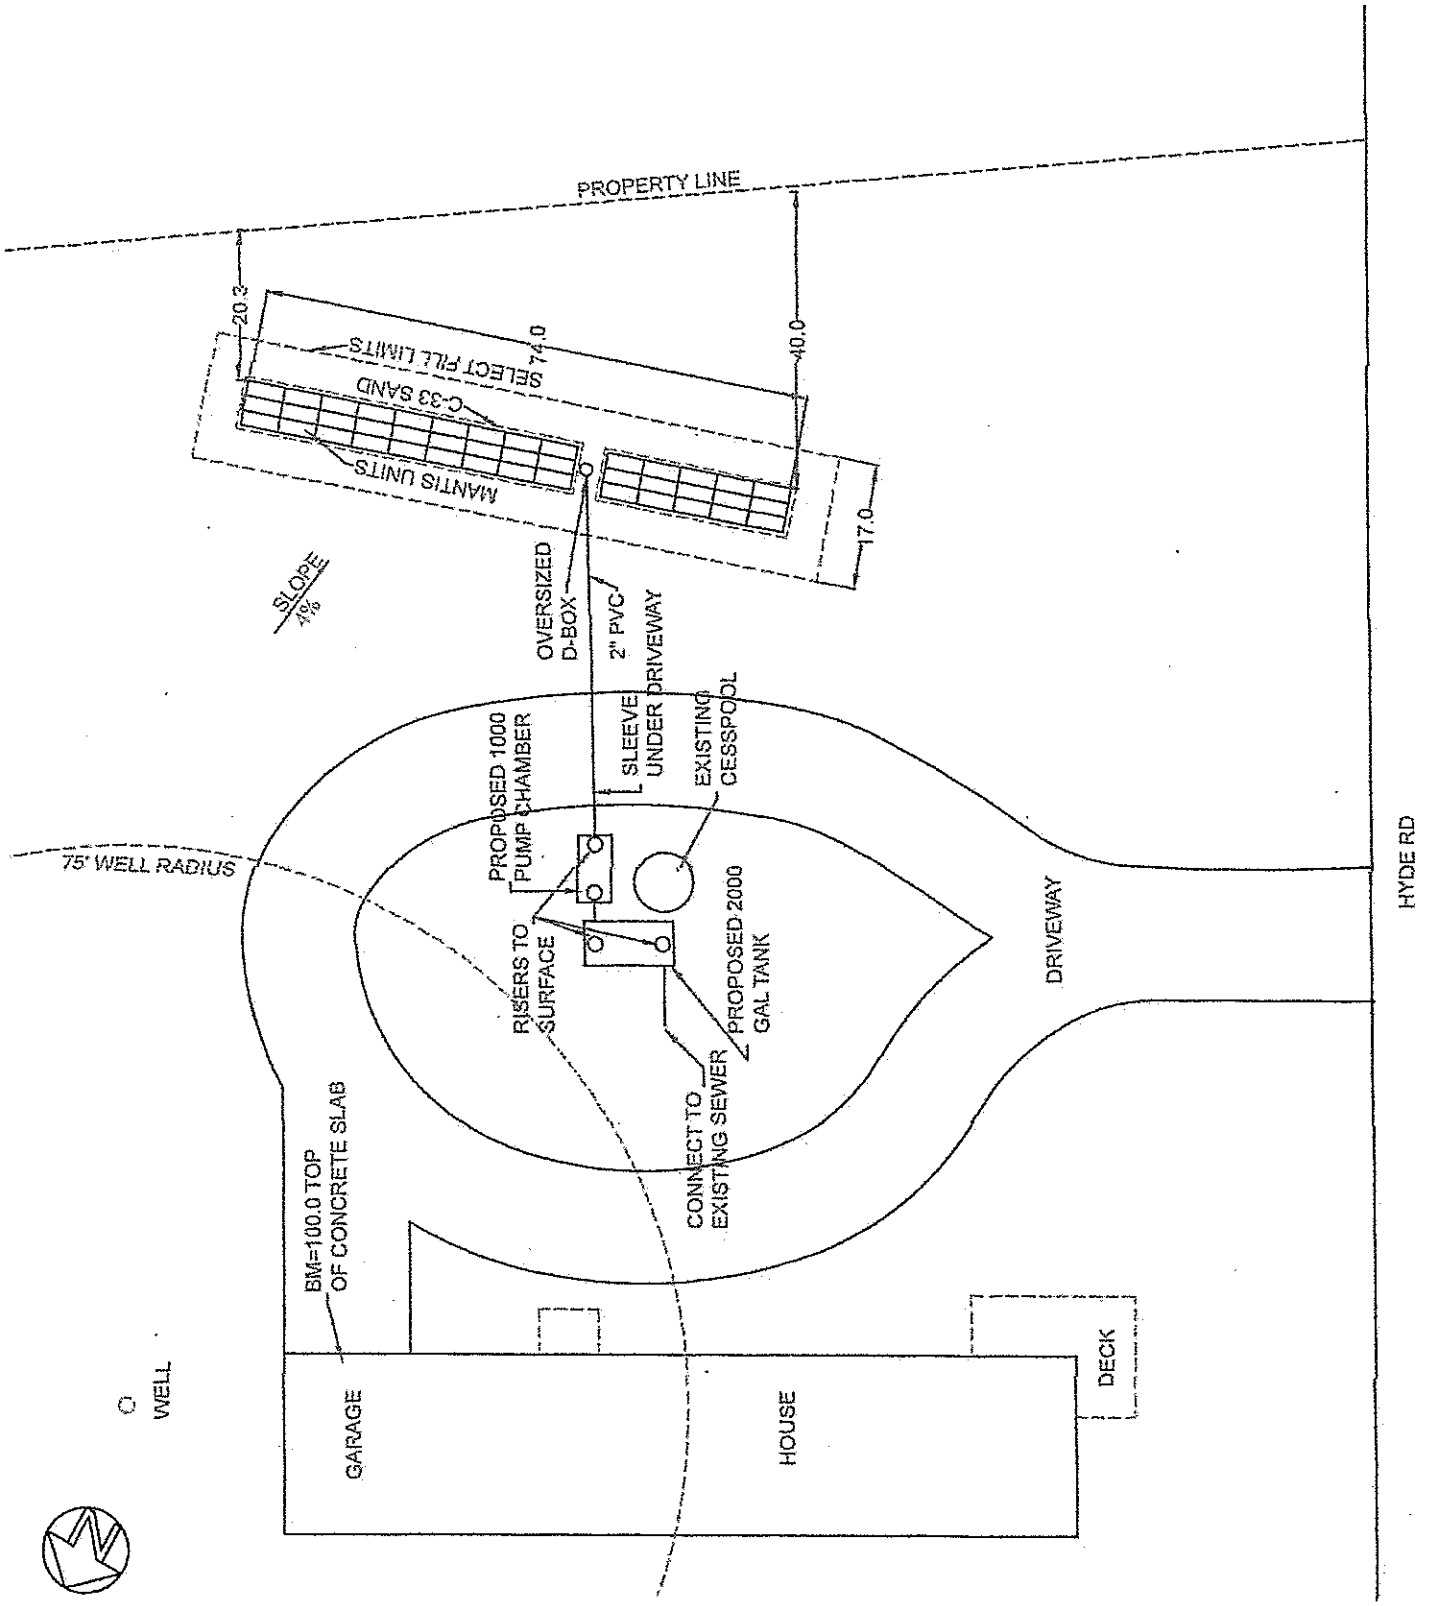 PROPERTY LINE
20.3
74.0
SELECT FILL LIMITS
C-33 SAND
MANTIS UNITS
40.0
17.0
SLOPE
4%
OVERSIZED
D-BOX
2" PVC
SLEEVE
UNDER DRIVEWAY
EXISTING
CESSPOOL
PROPOSED 1000
PUMP CHAMBER
75' WELL RADIUS
RISERS TO
SURFACE
PROPOSED 2000
GAL TANK
CONNECT TO
EXISTING SEWER
DRIVEWAY
HYDE RD
BM=100.0 TOP
OF CONCRETE SLAB
WELL
GARAGE
HOUSE
DECK
N